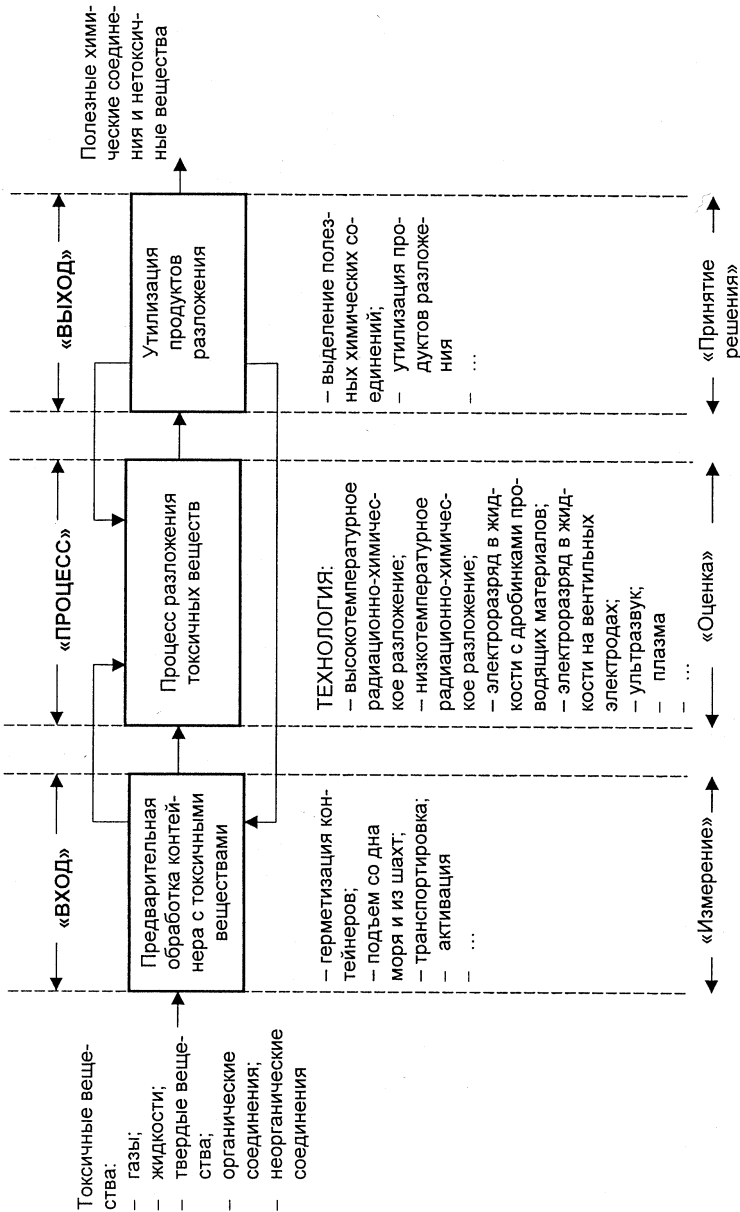 Токсичные веще-
ства:
– газы;
– жидкости;
– твердые веще-
ства;
– органические
соединения;
– неорганические
соединения
«ВХОД»
Предварительная
обработка контей-
нера с токсичными
веществами
– герметизация кон-
тейнеров;
– подъем со дна
моря и из шахт;
– транспортировка;
– активация
– ...
«Измерение»
«ПРОЦЕСС»
Процесс разложения
токсичных веществ
ТЕХНОЛОГИЯ:
– высокотемпературное
радиационно-химичес-
кое разложение;
– низкотемпературное
радиационно-химичес-
кое разложение;
– электроразряд в жид-
кости с дробинками про-
водящих материалов;
– электроразряд в жид-
кости на вентильных
электродах;
– ультразвук;
– плазма
– ...
«Оценка»
«ВЫХОД»
Утилизация
продуктов
разложения
– выделение полез-
ных химических со-
единений;
– утилизация про-
дуктов разложе-
ния
– ...
«Принятие
решения»
Полезные хими-
ческие соедине-
ния и нетоксич-
ные вещества